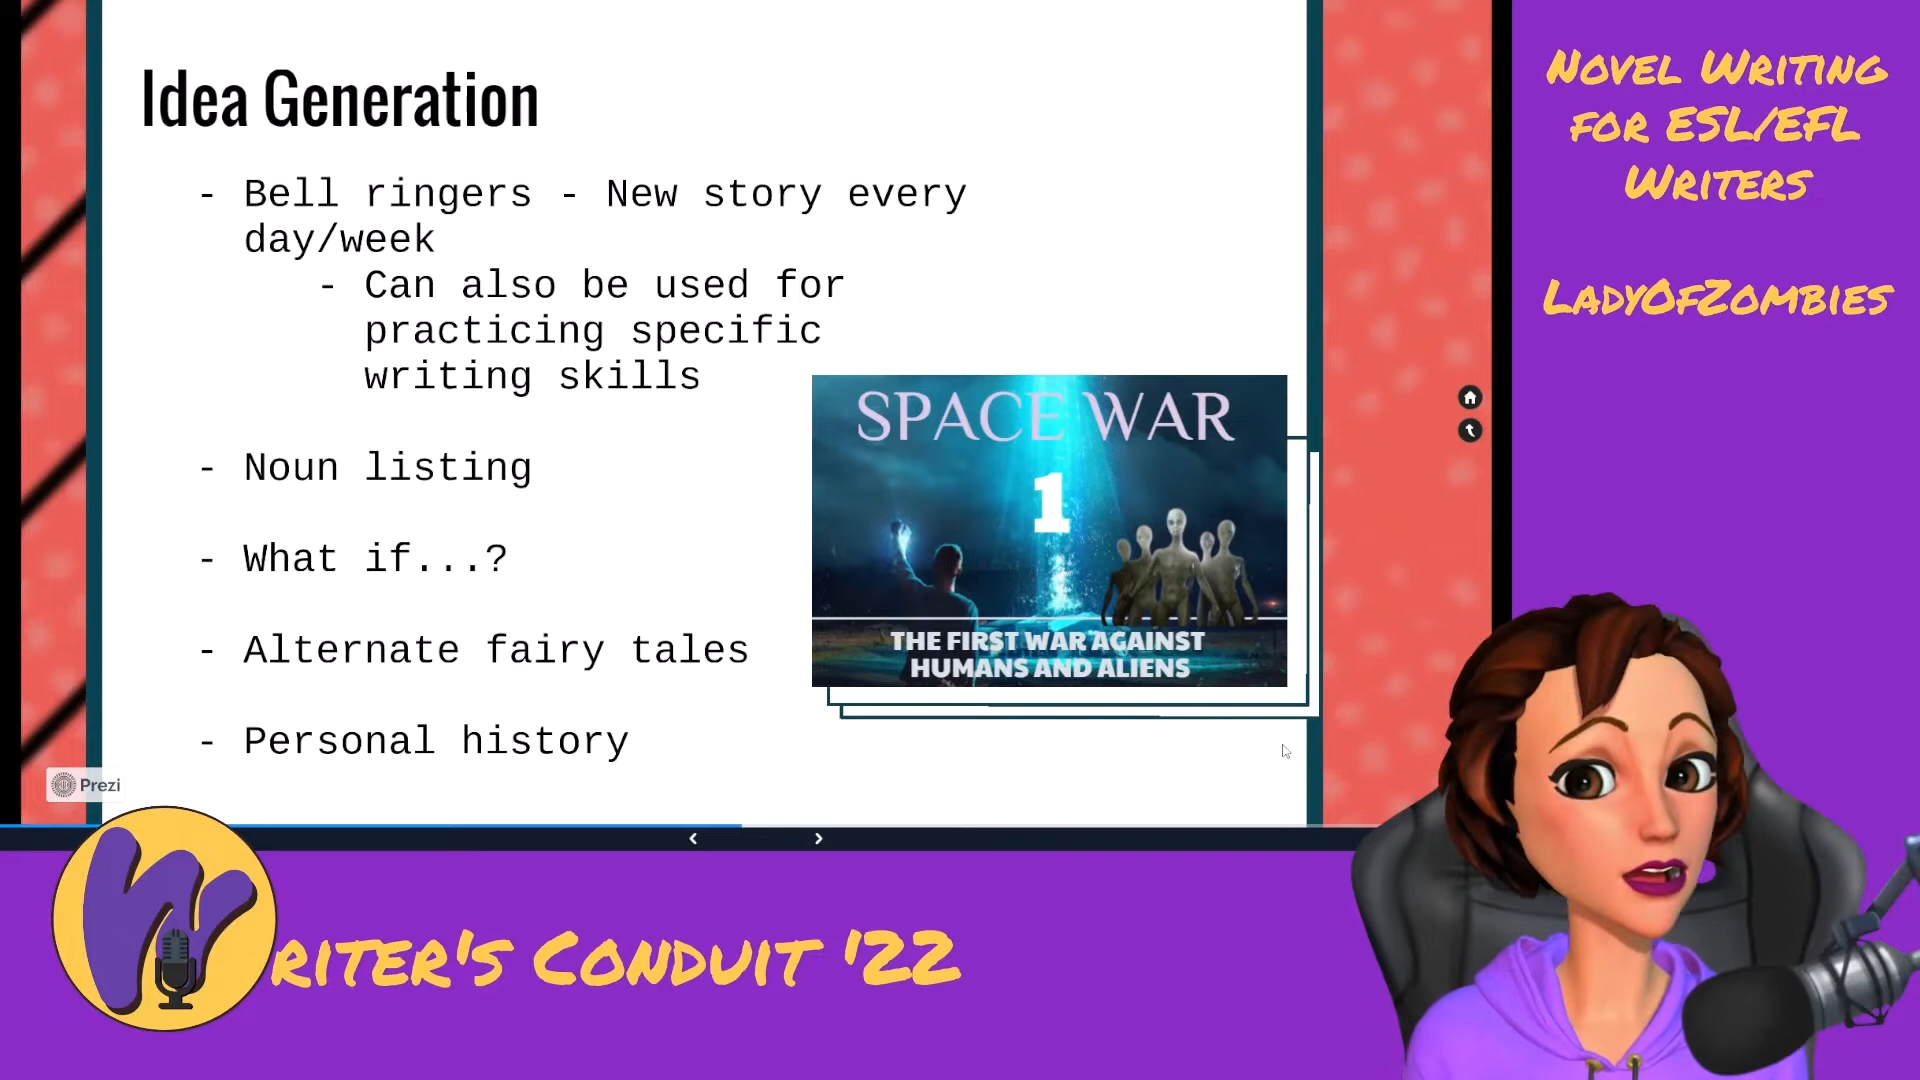 Idea Generation
- Bell ringers - New story every
day/week
- Can also be used for
practicing specific
writing skills
- Noun listing
- What if...?
- Alternate fairy tales
- Personal history
SPACE WAR
1
THE FIRST WAR AGAINST
HUMANS AND ALIENS
Prezi
Novel Writing
for ESL/EFL
Writers
LadyOfZombies
Writer's Conduit '22